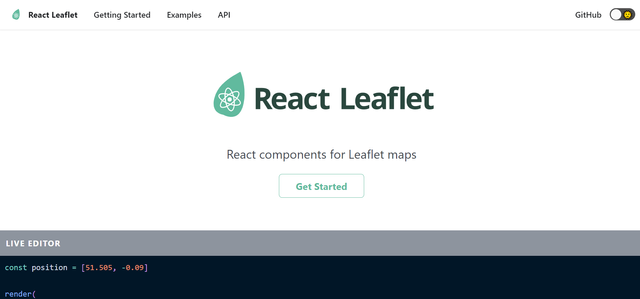 React Leaflet Getting Started Examples API GitHub
React Leaflet
React components for Leaflet maps
Get Started
LIVE EDITOR
const position = [51.505, -0.09]
render(